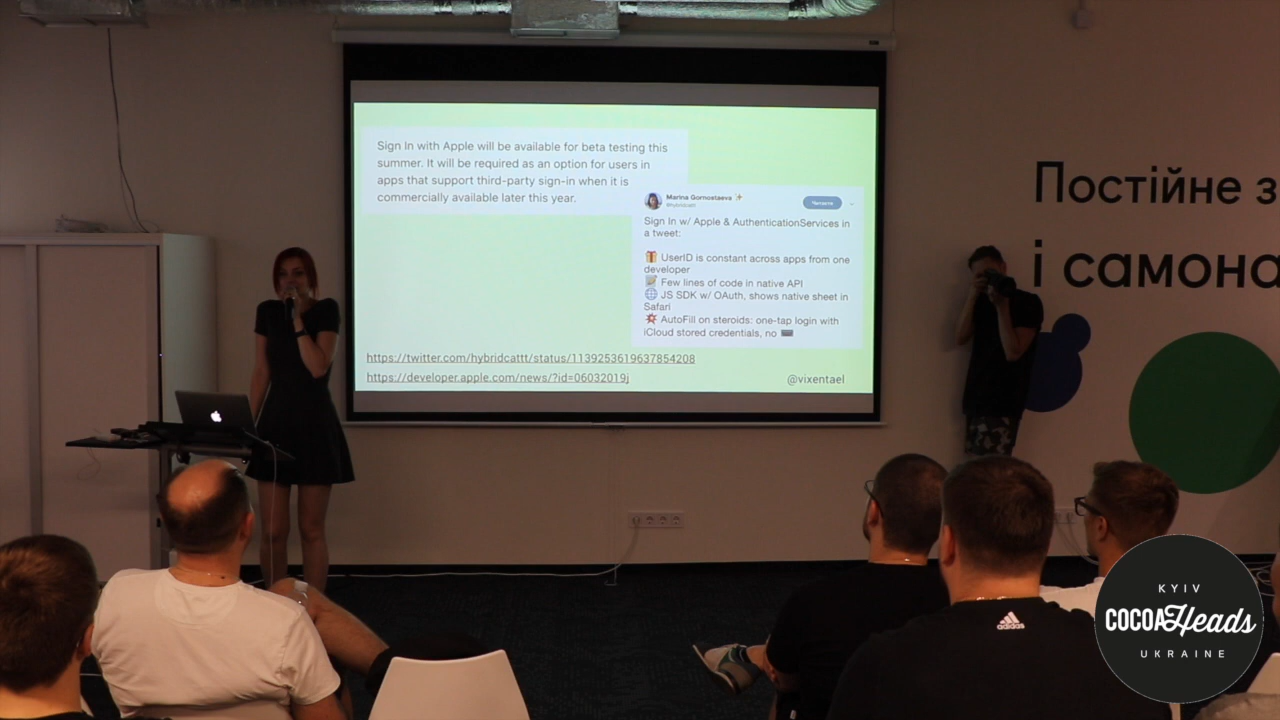 Sign In with Apple will be available for beta testing this
summer. It will be required as an option for users in
apps that support third-party sign-in when it is
commercially available later this year.
Marina Gornostaeva
@hybridcattt
Читаете
Sign In w/ Apple & AuthenticationServices in
a tweet:
UserID is constant across apps from one
developer
Few lines of code in native API
JS SDK w/ OAuth, shows native sheet in
Safari
AutoFill on steroids: one-tap login with
iCloud stored credentials, no
https://twitter.com/hybridcattt/status/1139253619637854208
https://developer.apple.com/news/?id=06032019j
@vixentael
Постійне з
і самона
adidas
KYIV
COCOAHeads
UKRAINE